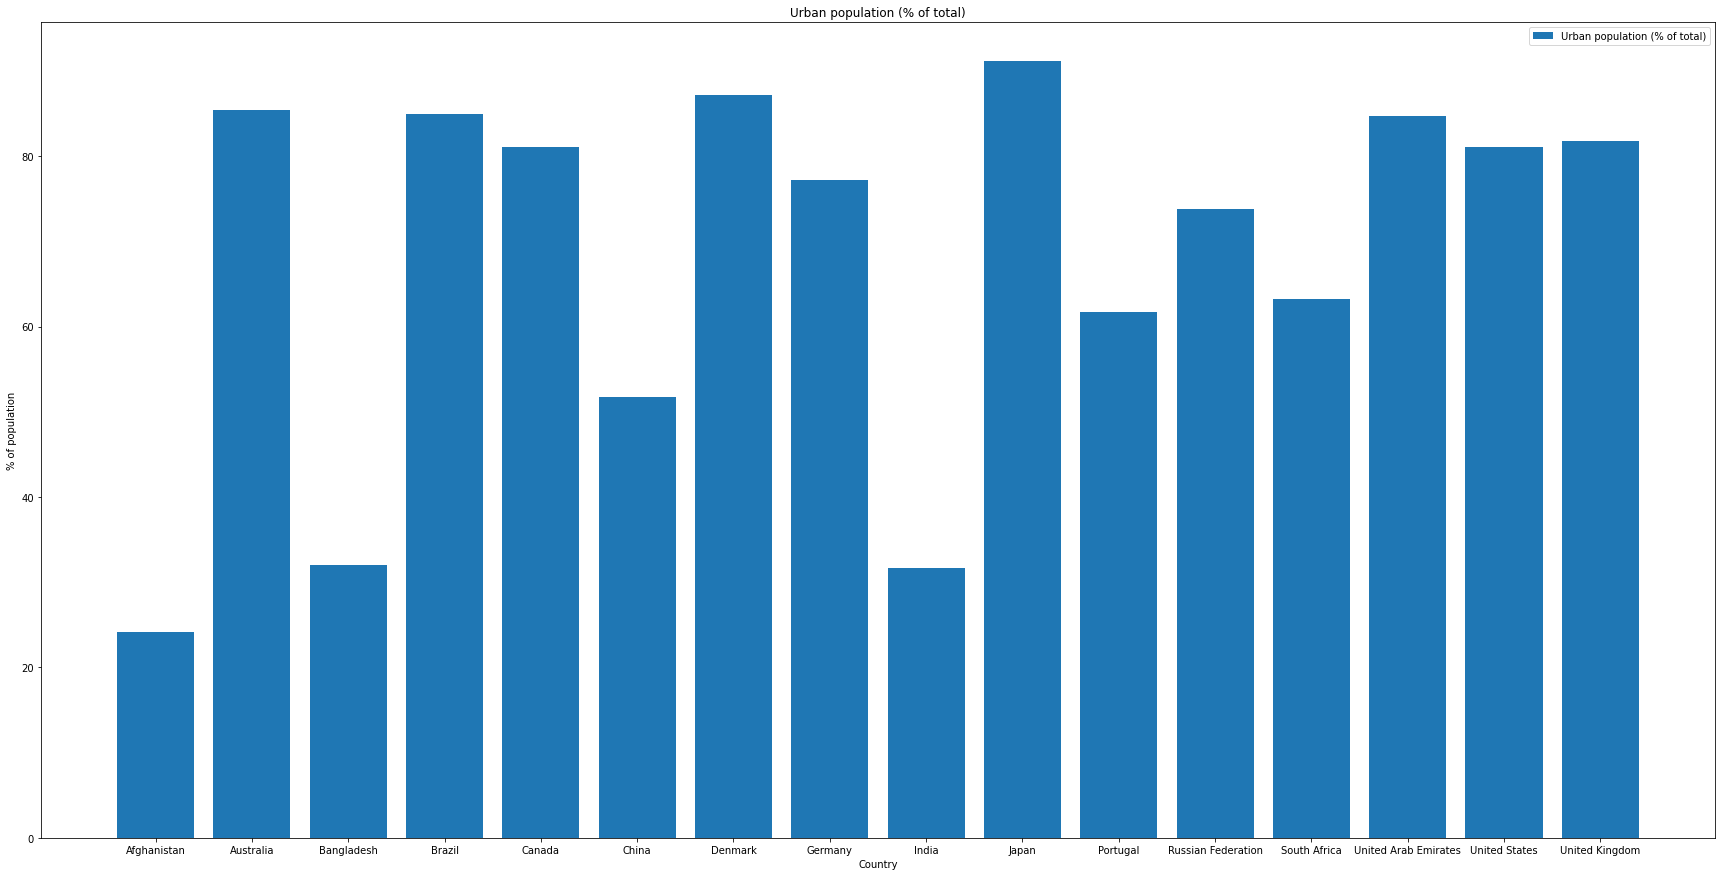 Urban population (% of total)
Urban population (% of total)
% of population
80
60
40
20
0
Afghanistan Australia Bangladesh Brazil Canada China Denmark Germany India Japan Portugal Russian Federation South Africa United Arab Emirates United States United Kingdom
Country